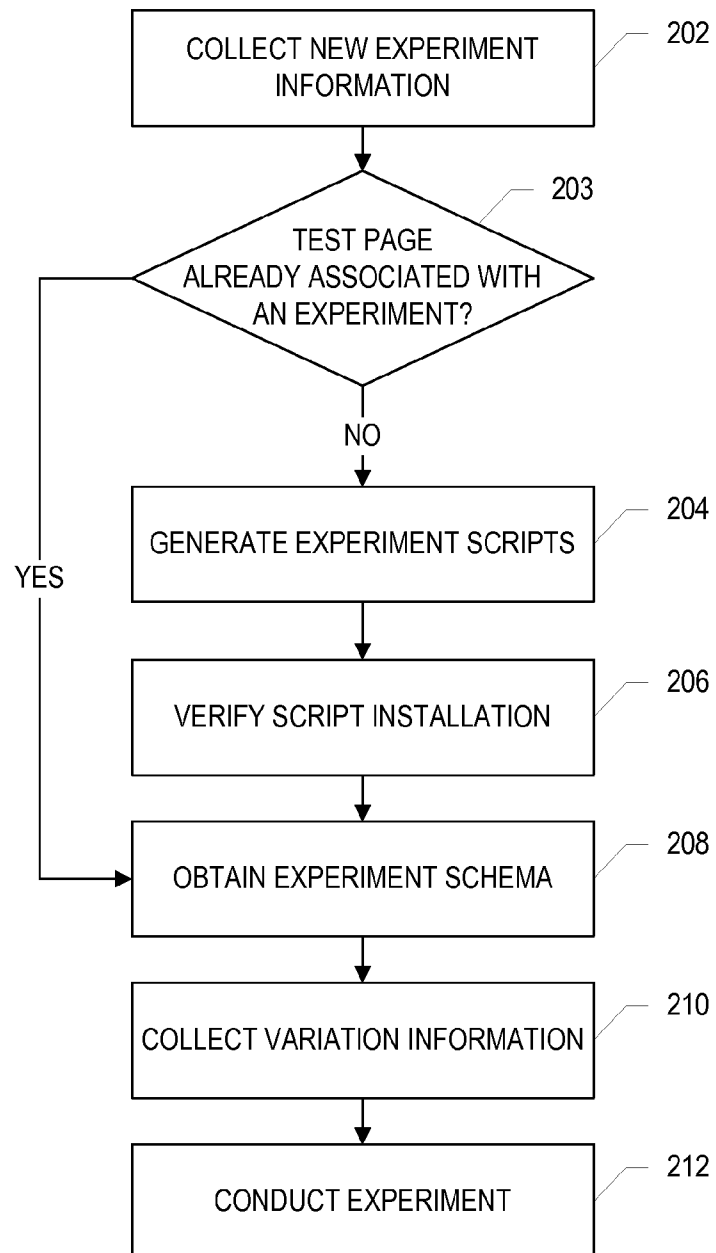 COLLECT NEW EXPERIMENT
INFORMATION
202
203
TEST PAGE
ALREADY ASSOCIATED WITH
AN EXPERIMENT?
NO
YES
GENERATE EXPERIMENT SCRIPTS
204
VERIFY SCRIPT INSTALLATION
206
OBTAIN EXPERIMENT SCHEMA
208
COLLECT VARIATION INFORMATION
210
CONDUCT EXPERIMENT
212